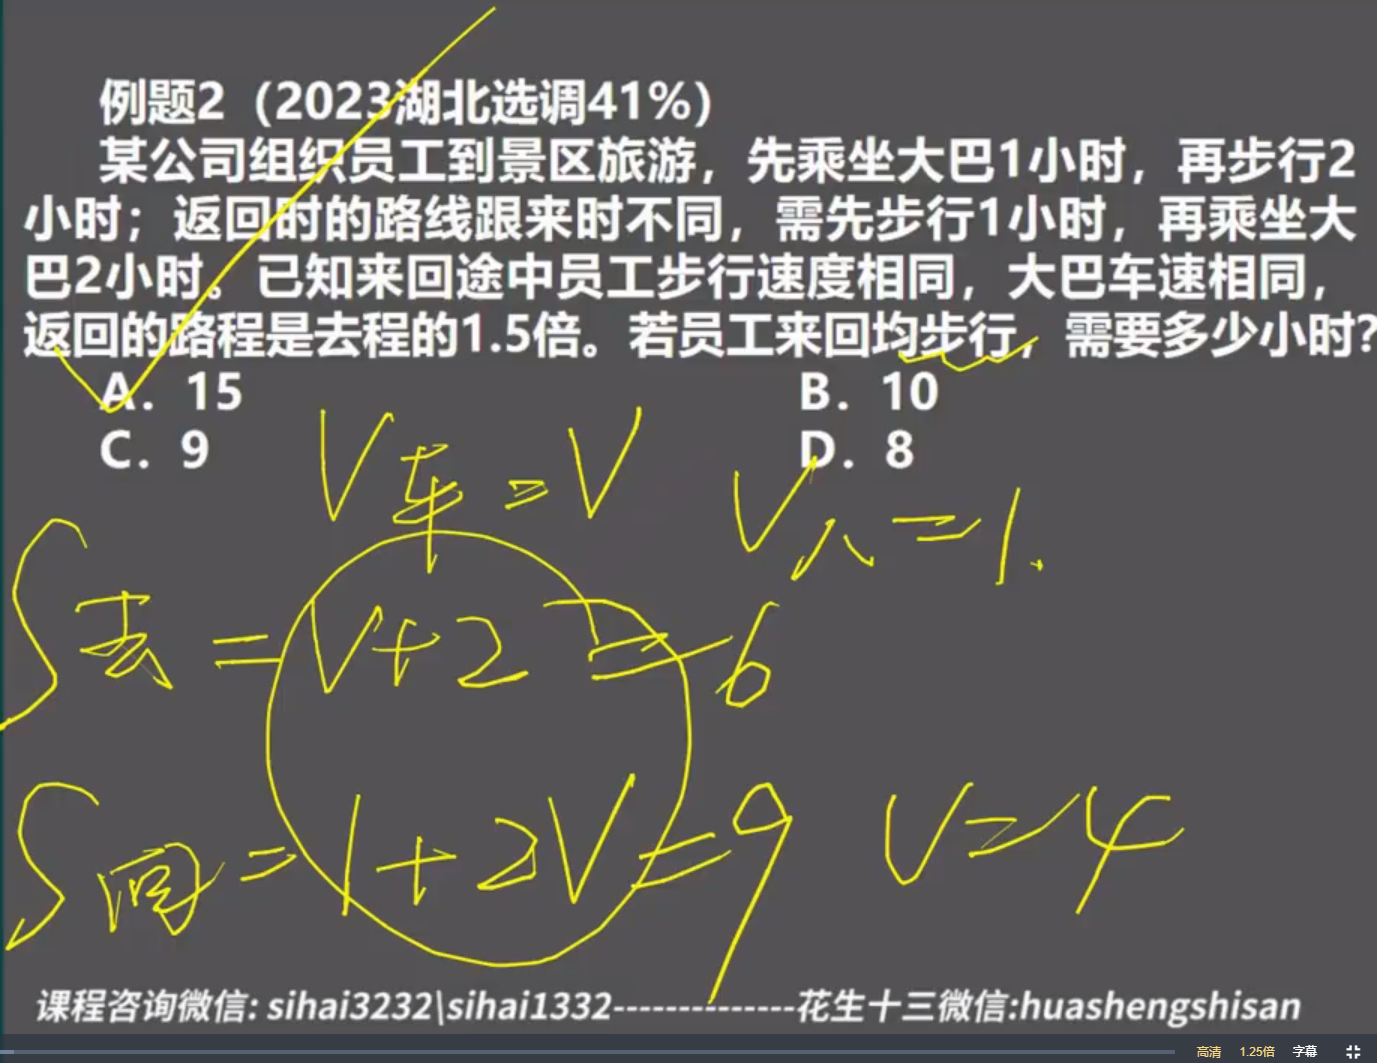 例题2（2023湖北选调41%）
某公司组织员工到景区旅游，先乘坐大巴1小时，再步行2
小时；返回时的路线跟来时不同，需先步行1小时，再乘坐大
巴2小时。已知来回途中员工步行速度相同，大巴车速相同，
返回的路程是去程的1.5倍。若员工来回均步行，需要多少小时？
A. 15 B. 10
C. 9 D. 8
V车=V V人=1.
S去=V+2=6
S回=1+2V=9 V=4
课程咨询微信: sihai3232\sihai1332--------------花生十三微信:huashengshisan
高清 1.25倍 字幕